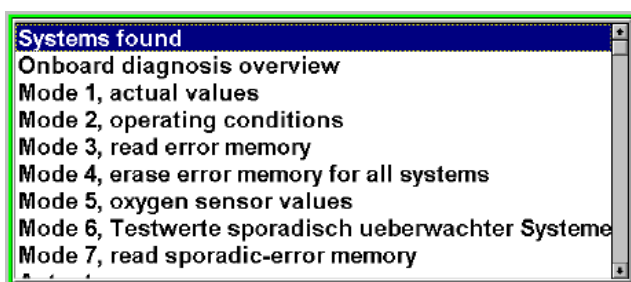 Systems found
Onboard diagnosis overview
Mode 1, actual values
Mode 2, operating conditions
Mode 3, read error memory
Mode 4, erase error memory for all systems
Mode 5, oxygen sensor values
Mode 6, Testwerte sporadisch ueberwachter Systeme
Mode 7, read sporadic-error memory